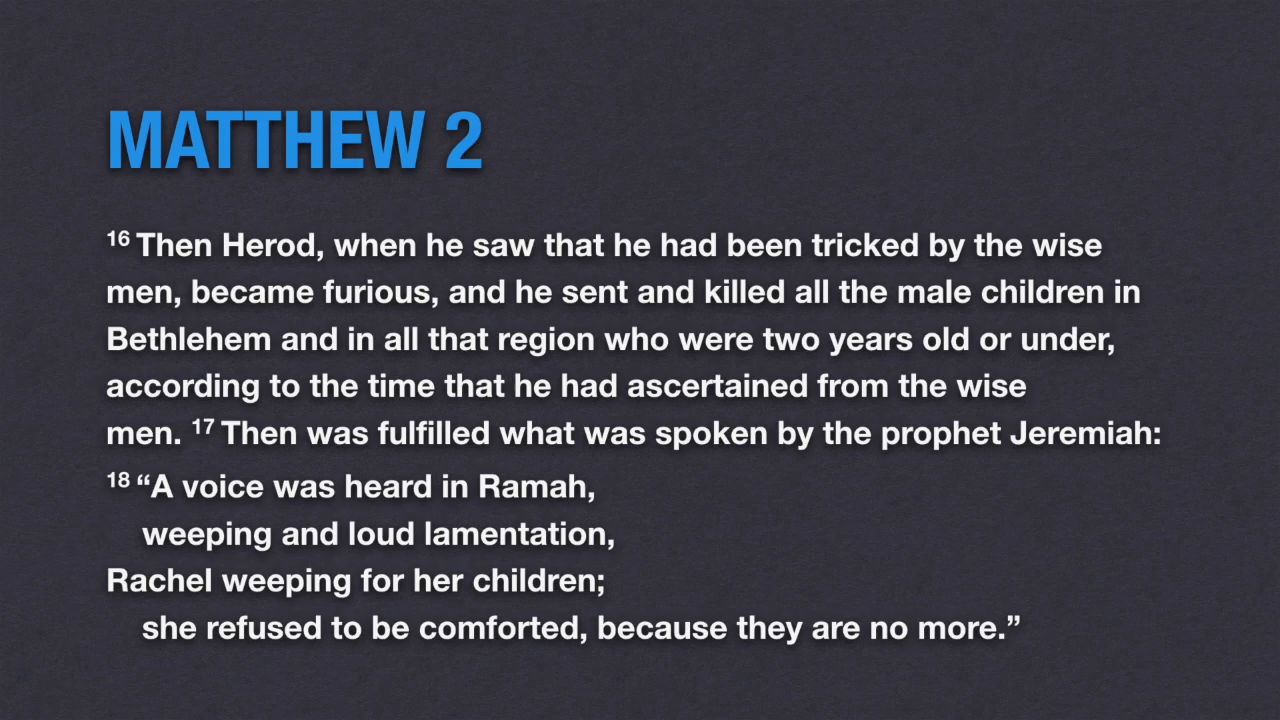 MATTHEW 2
16 Then Herod, when he saw that he had been tricked by the wise
men, became furious, and he sent and killed all the male children in
Bethlehem and in all that region who were two years old or under,
according to the time that he had ascertained from the wise
men. 17 Then was fulfilled what was spoken by the prophet Jeremiah:
18 “A voice was heard in Ramah,
weeping and loud lamentation,
Rachel weeping for her children;
she refused to be comforted, because they are no more.”